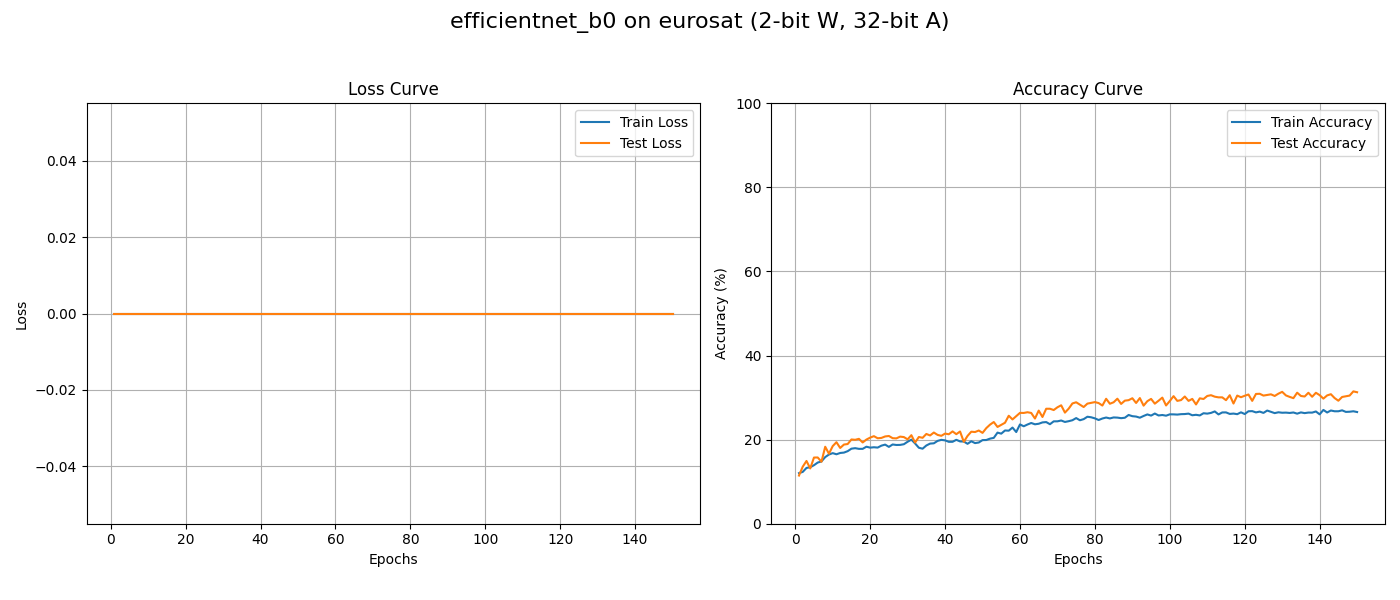 efficientnet_b0 on eurosat (2-bit W, 32-bit A)
Loss Curve
Train Loss
Test Loss
0.04
0.02
0.00
−0.02
−0.04
Loss
0 20 40 60 80 100 120 140
Epochs
Accuracy Curve
Train Accuracy
Test Accuracy
100
80
60
40
20
0
Accuracy (%)
0 20 40 60 80 100 120 140
Epochs